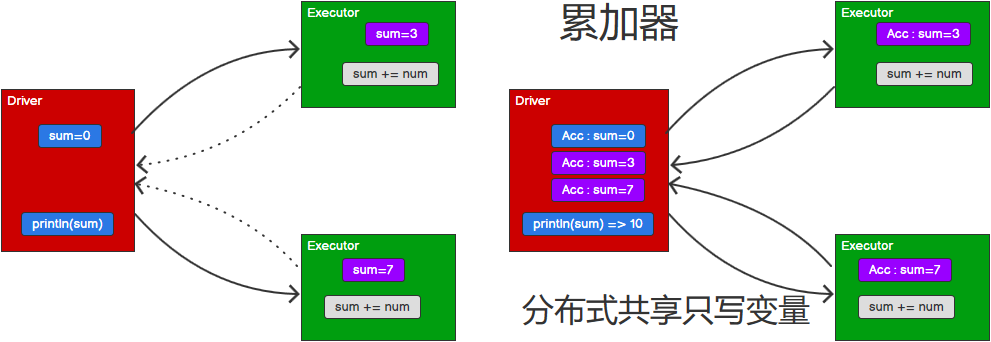 Executor
sum=3
sum += num
Driver
sum=0
println(sum)
Executor
sum=7
sum += num
累加器
Executor
Acc : sum=3
sum += num
Driver
Acc : sum=0
Acc : sum=3
Acc : sum=7
println(sum) => 10
Executor
Acc : sum=7
sum += num
分布式共享只写变量